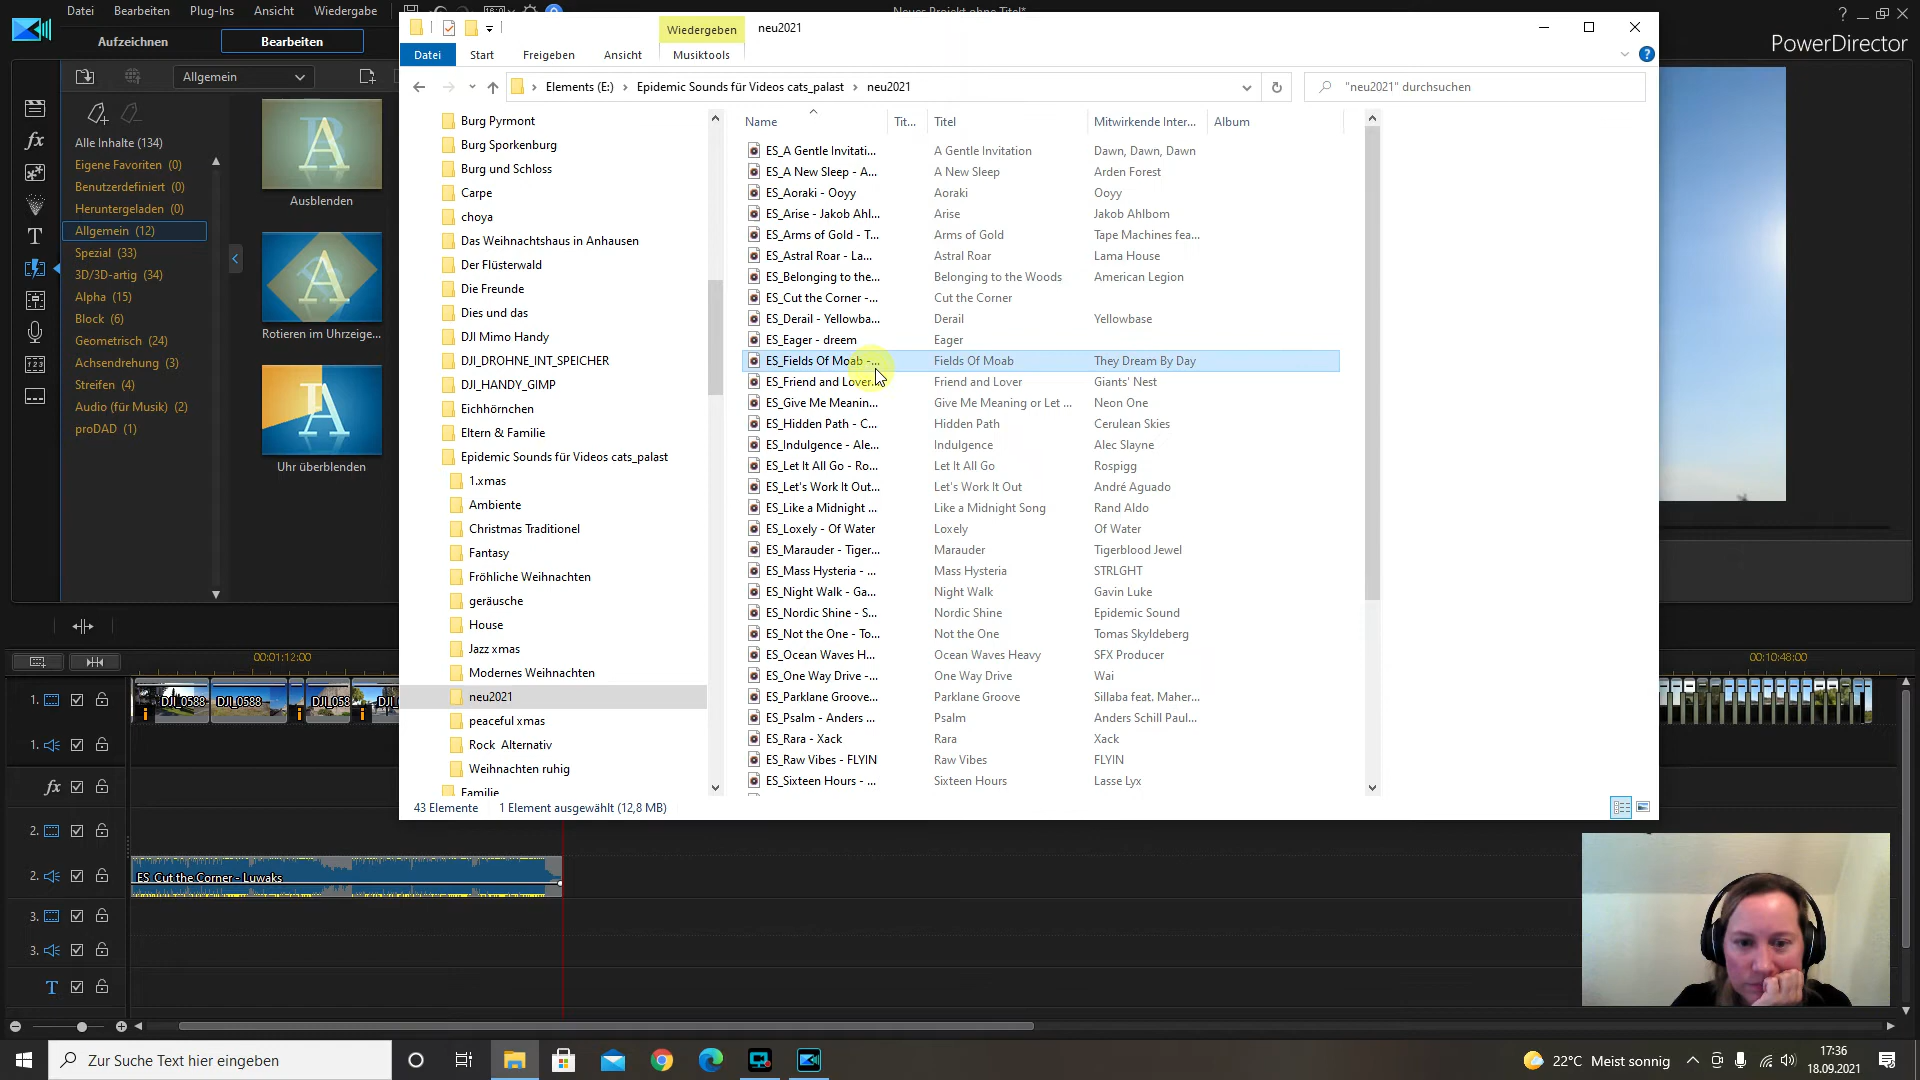 Datei Bearbeiten Plug-Ins Ansicht Wiedergabe
Neues Projekt ohne Titel*
Aufzeichnen Bearbeiten
PowerDirector
Allgemein
Alle Inhalte (134)
Eigene Favoriten (0)
Benutzerdefiniert (0)
Heruntergeladen (0)
Allgemein (12)
Spezial (33)
3D/3D-artig (34)
Alpha (15)
Block (6)
Geometrisch (24)
Achsendrehung (3)
Streifen (4)
Audio (für Musik) (2)
proDAD (1)
Ausblenden
Rotieren im Uhrzeige...
Uhr überblenden
Wiedergeben neu2021
Datei Start Freigeben Ansicht Musiktools
Elements (E:) Epidemic Sounds für Videos cats_palast neu2021
"neu2021" durchsuchen
Burg Pyrmont
Burg Sporkenburg
Burg und Schloss
Carpe
choya
Das Weihnachtshaus in Anhausen
Der Flüsterwald
Die Freunde
Dies und das
DJI Mimo Handy
DJI_DROHNE_INT_SPEICHER
DJI_HANDY_GIMP
Eichhörnchen
Eltern & Familie
Epidemic Sounds für Videos cats_palast
1.xmas
Ambiente
Christmas Traditionel
Fantasy
Fröhliche Weihnachten
geräusche
House
Jazz xmas
Modernes Weihnachten
neu2021
peaceful xmas
Rock Alternativ
Weihnachten ruhig
Familie
Name Tit... Titel Mitwirkende Inter... Album
ES_A Gentle Invitati... A Gentle Invitation Dawn, Dawn, Dawn
ES_A New Sleep - A... A New Sleep Arden Forest
ES_Aoraki - Ooyy Aoraki Ooyy
ES_Arise - Jakob Ahl... Arise Jakob Ahlbom
ES_Arms of Gold - T... Arms of Gold Tape Machines fea...
ES_Astral Roar - La... Astral Roar Lama House
ES_Belonging to the... Belonging to the Woods American Legion
ES_Cut the Corner -... Cut the Corner
ES_Derail - Yellowba... Derail Yellowbase
ES_Eager - dreem Eager
ES_Fields Of Moab -... Fields Of Moab They Dream By Day
ES_Friend and Lover... Friend and Lover Giants' Nest
ES_Give Me Meanin... Give Me Meaning or Let ... Neon One
ES_Hidden Path - C... Hidden Path Cerulean Skies
ES_Indulgence - Ale... Indulgence Alec Slayne
ES_Let It All Go - Ro... Let It All Go Rospigg
ES_Let's Work It Out... Let's Work It Out André Aguado
ES_Like a Midnight ... Like a Midnight Song Rand Aldo
ES_Loxely - Of Water Loxely Of Water
ES_Marauder - Tiger... Marauder Tigerblood Jewel
ES_Mass Hysteria - ... Mass Hysteria STRLGHT
ES_Night Walk - Ga... Night Walk Gavin Luke
ES_Nordic Shine - S... Nordic Shine Epidemic Sound
ES_Not the One - To... Not the One Tomas Skyldeberg
ES_Ocean Waves H... Ocean Waves Heavy SFX Producer
ES_One Way Drive -... One Way Drive Wai
ES_Parklane Groove... Parklane Groove Sillaba feat. Maher...
ES_Psalm - Anders ... Psalm Anders Schill Paul...
ES_Rara - Xack Rara Xack
ES_Raw Vibes - FLYIN Raw Vibes FLYIN
ES_Sixteen Hours - ... Sixteen Hours Lasse Lyx
43 Elemente 1 Element ausgewählt (12,8 MB)
00:01:12:00 00:10:48:00
1. DJI_0588 DJI_0588 DJI_0588 DJI
1.
fx
2.
2. ES_Cut the Corner - Luwaks
3.
3.
T
Zur Suche Text hier eingeben
22°C Meist sonnig
17:36
18.09.2021